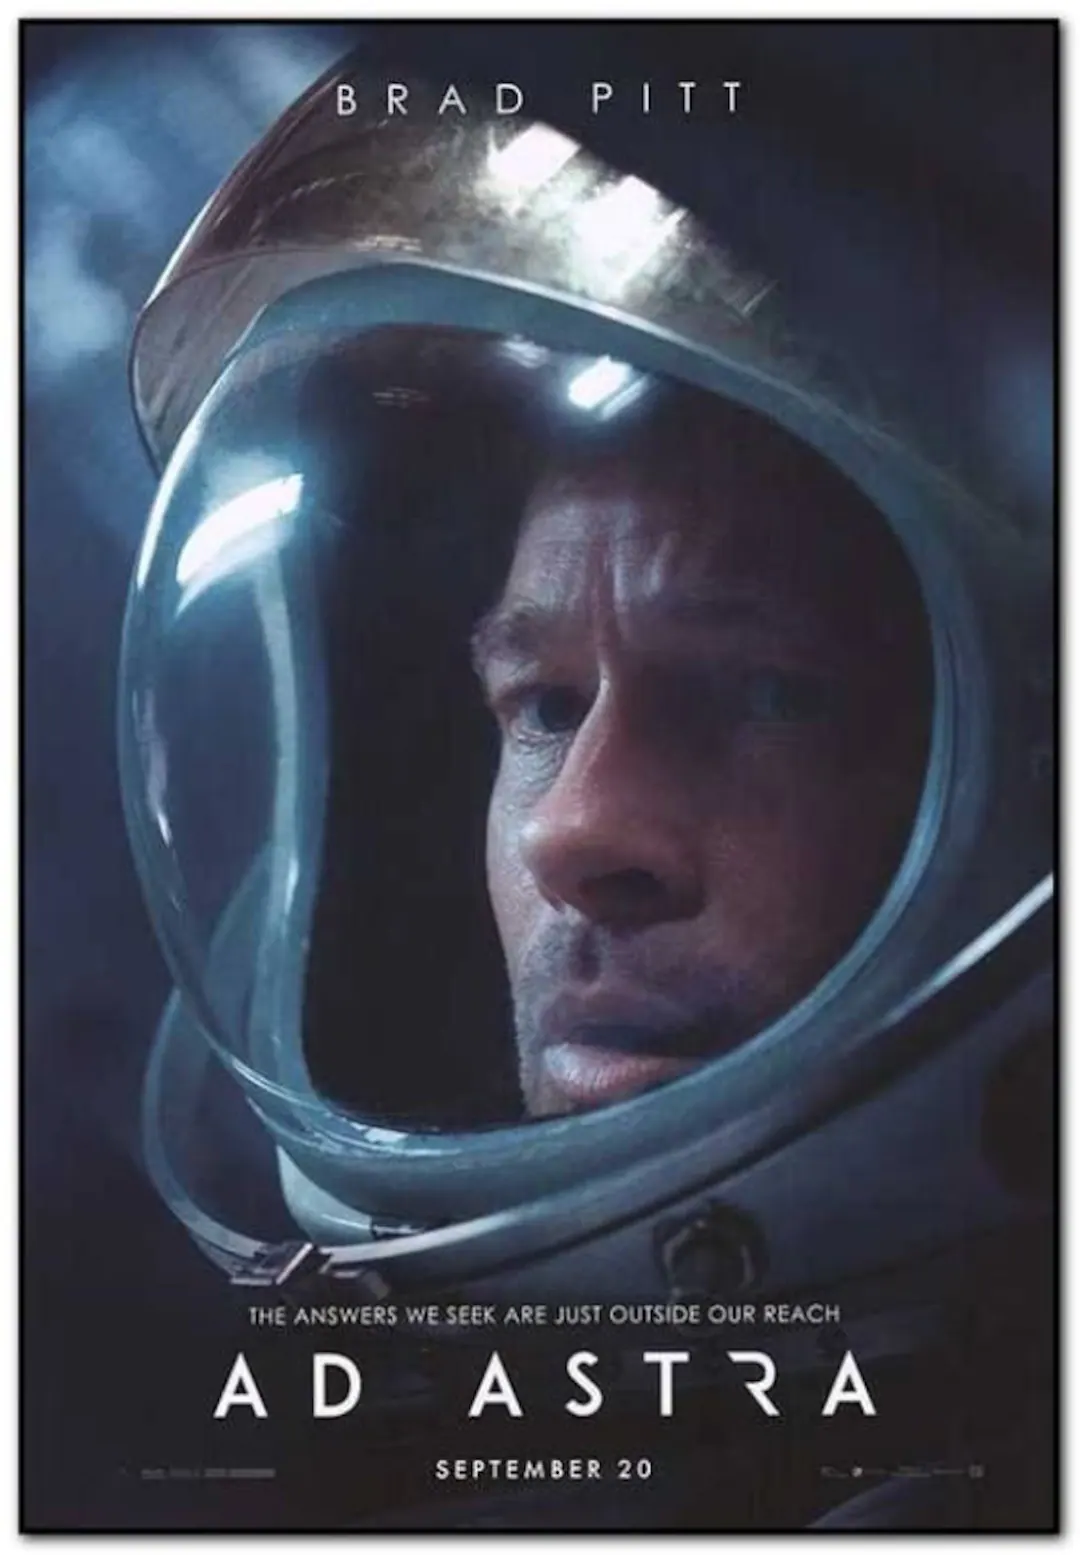 BRAD PITT
THE ANSWERS WE SEEK ARE JUST OUTSIDE OUR REACH
AD ASTRA
SEPTEMBER 20